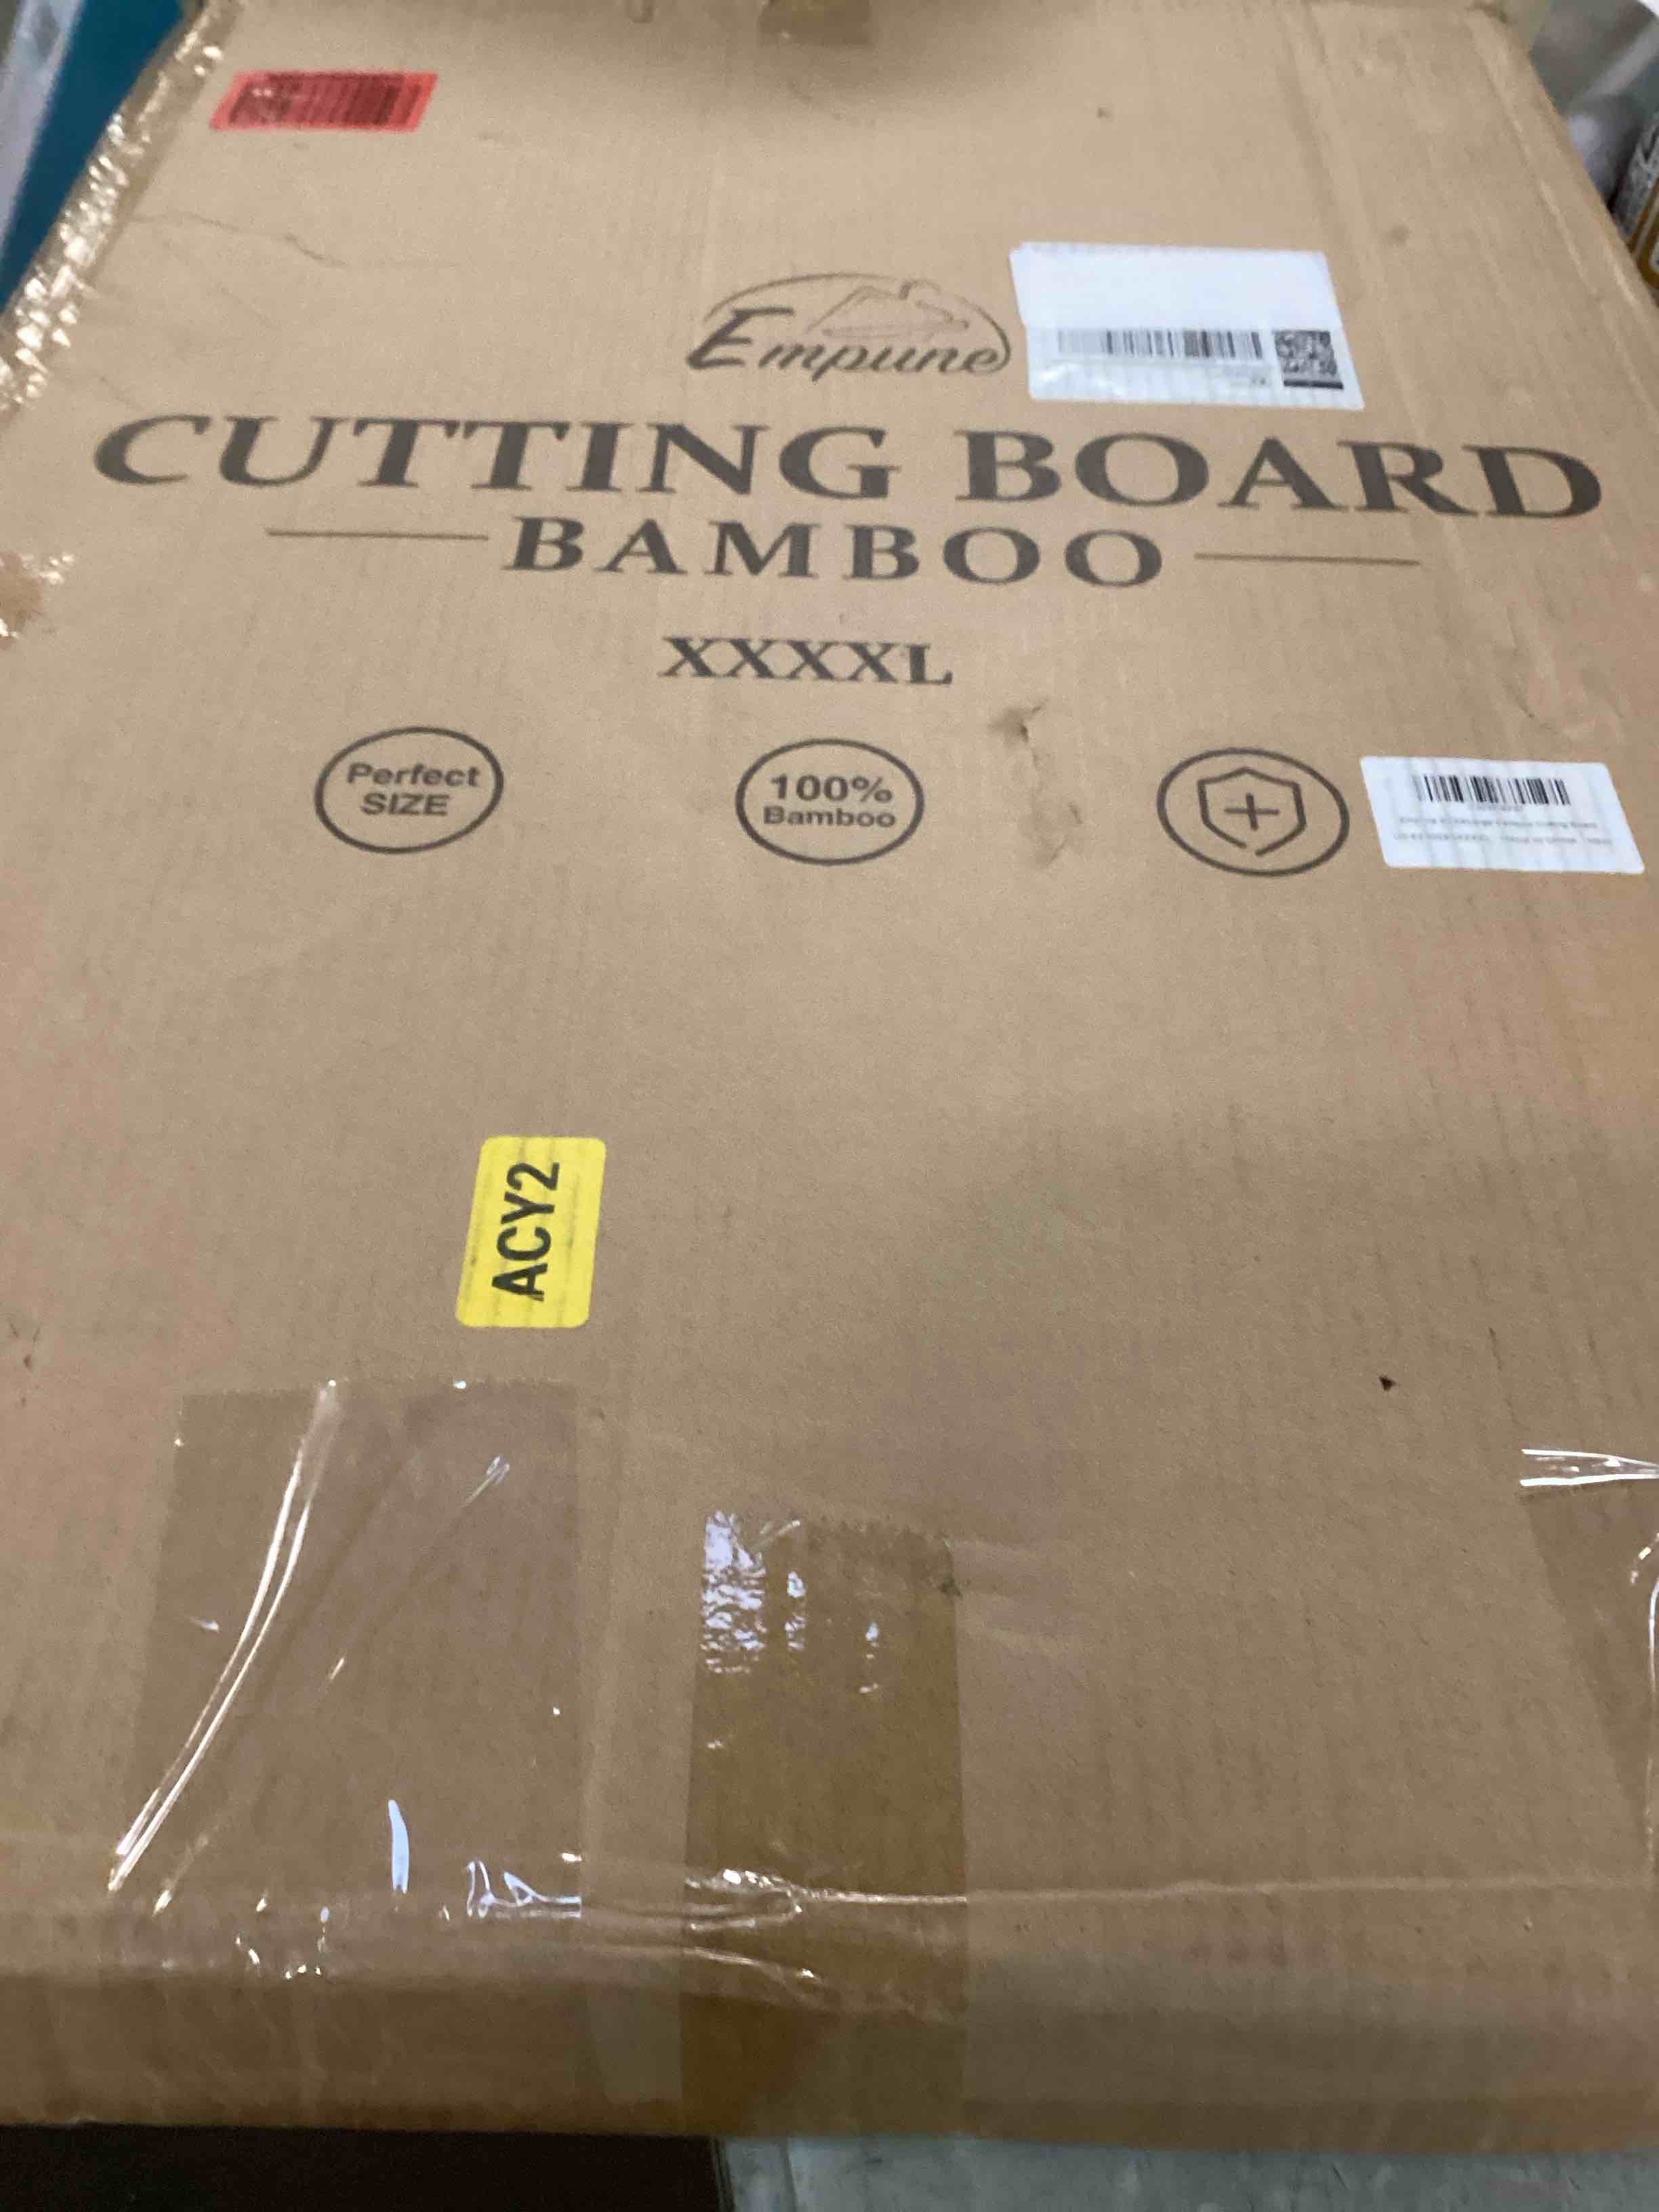 Empune
CUTTING BOARD
BAMBOO
XXXXL
Perfect
SIZE
100%
Bamboo
ACY2